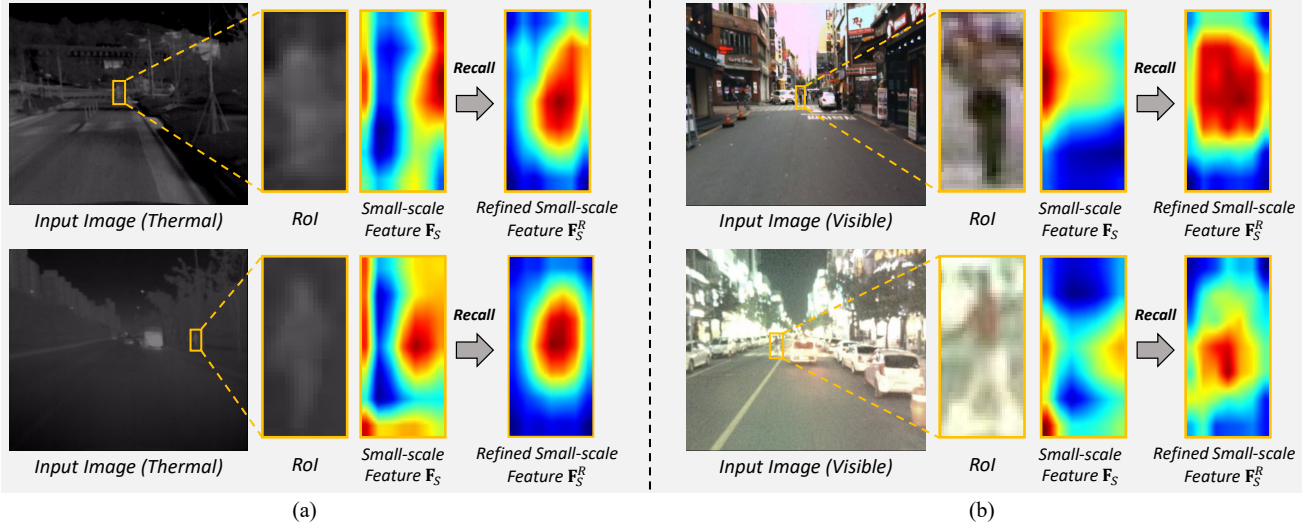 Recall
Input Image (Thermal)
RoI
Small-scale
Feature F_S
Refined Small-scale
Feature F_S^R
Recall
Input Image (Thermal)
RoI
Small-scale
Feature F_S
Refined Small-scale
Feature F_S^R
(a)
Recall
Input Image (Visible)
RoI
Small-scale
Feature F_S
Refined Small-scale
Feature F_S^R
Recall
Input Image (Visible)
RoI
Small-scale
Feature F_S
Refined Small-scale
Feature F_S^R
(b)